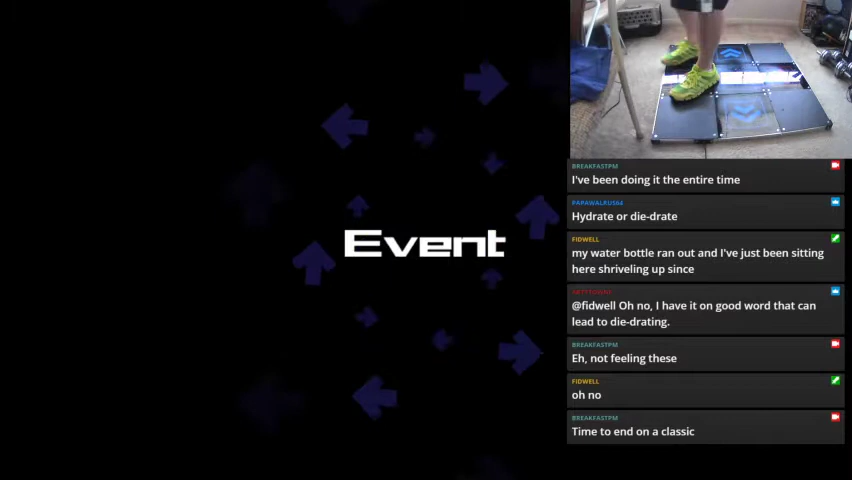 Event
BREAKFASTPM
I've been doing it the entire time
PAPAWALRUS64
Hydrate or die-drate
FIDWELL
my water bottle ran out and I've just been sitting
here shriveling up since
@fidwell Oh no, I have it on good word that can
lead to die-drating.
BREAKFASTPM
Eh, not feeling these
FIDWELL
oh no
BREAKFASTPM
Time to end on a classic